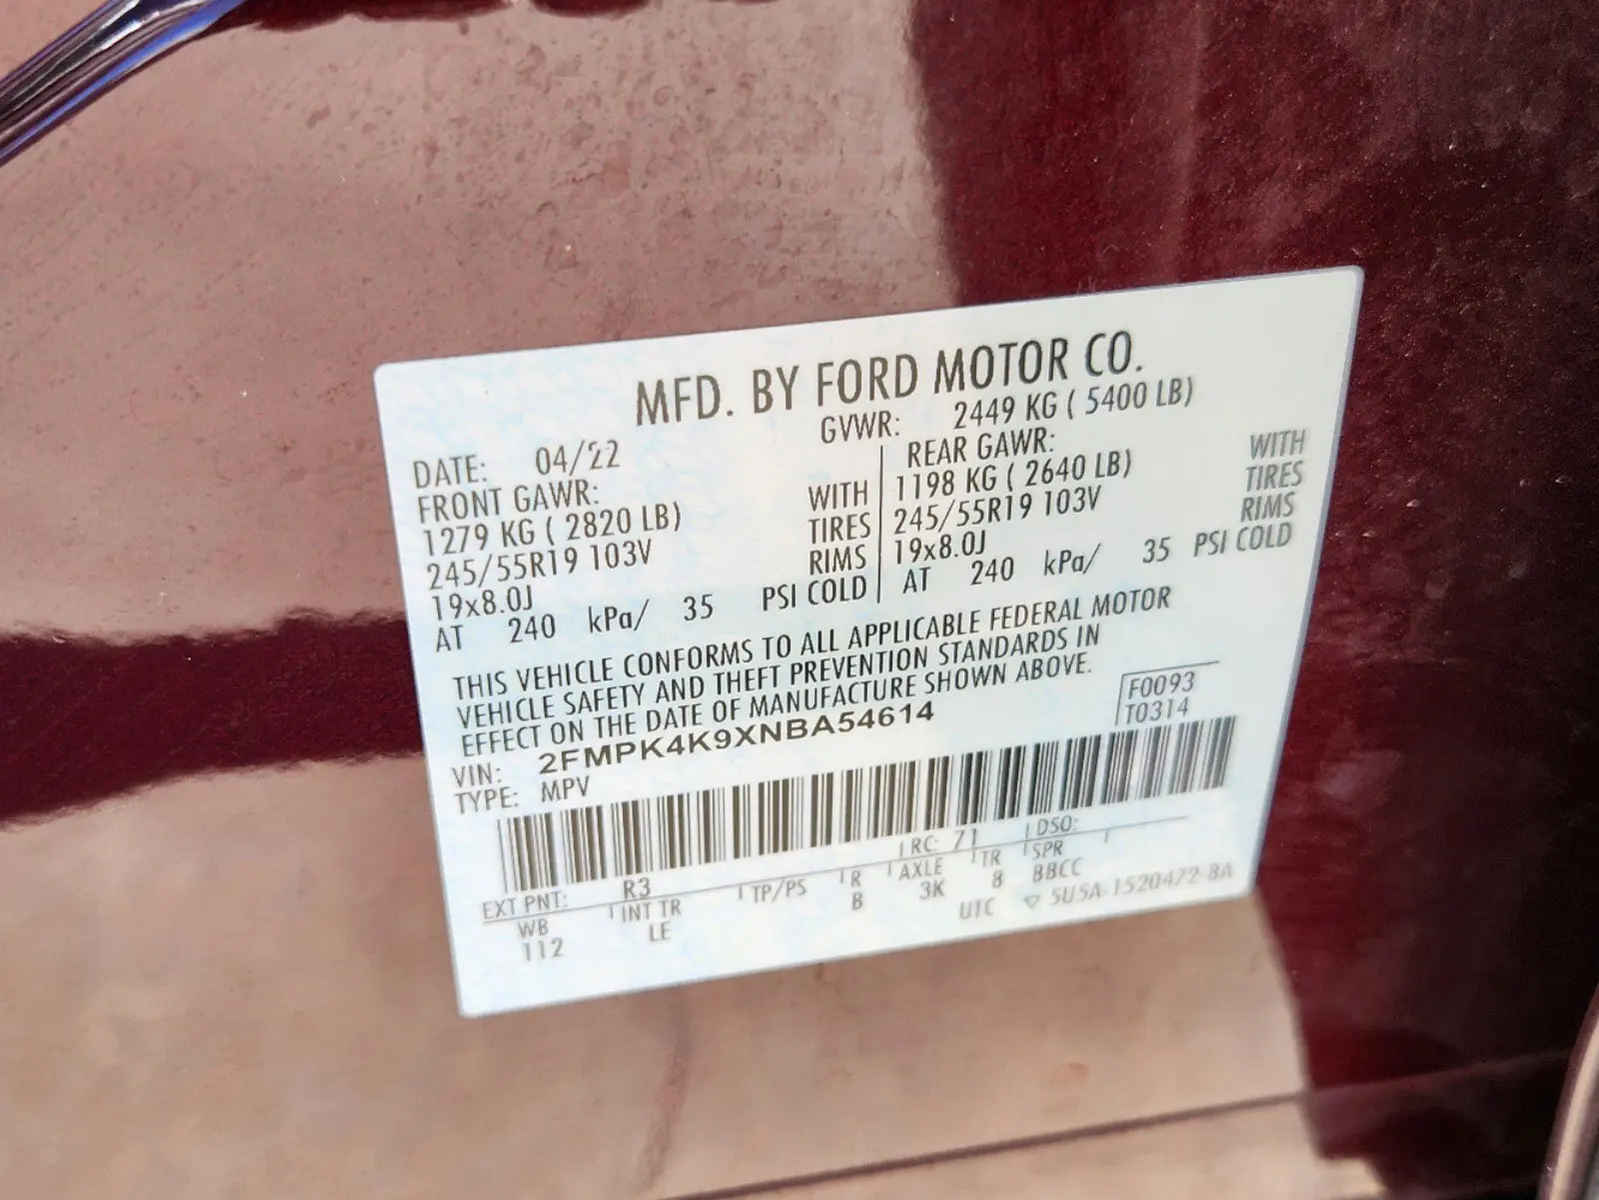 MFD. BY FORD MOTOR CO.
DATE: 04/22 GVWR: 2449 KG ( 5400 LB)
FRONT GAWR: REAR GAWR:
1279 KG ( 2820 LB) WITH 1198 KG ( 2640 LB) WITH
245/55R19 103V TIRES 245/55R19 103V TIRES
19x8.0J RIMS 19x8.0J RIMS
AT 240 kPa/ 35 PSI COLD AT 240 kPa/ 35 PSI COLD
THIS VEHICLE CONFORMS TO ALL APPLICABLE FEDERAL MOTOR
VEHICLE SAFETY AND THEFT PREVENTION STANDARDS IN
EFFECT ON THE DATE OF MANUFACTURE SHOWN ABOVE.
VIN: 2FMPK4K9XNBA54614 F0093
TYPE: MPV T0314
EXT PNT: R3 RC: 71 DSO:
WB INT TR TP/PS R AXLE TR SPR
112 LE B 3K 8 BBCC
UTC ▽ 5U5A-1520472-BA